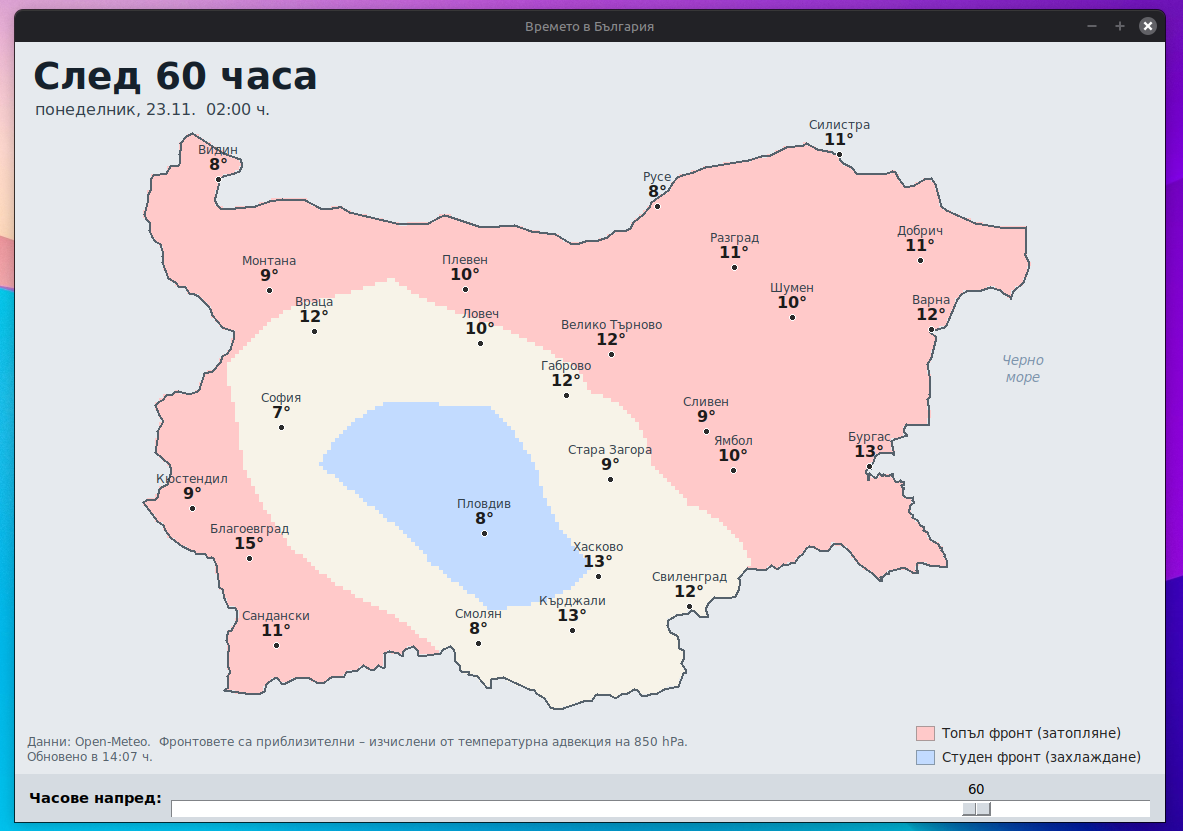 Времето в България
След 60 часа
понеделник, 23.11. 02:00 ч.
Силистра
11°
Видин
8°
Русе
8°
Добрич
11°
Разград
11°
Плевен
10°
Монтана
9°
Шумен
10°
Враца
12°
Варна
12°
Ловеч
10°
Велико Търново
12°
Черно
море
Габрово
12°
София
7°
Сливен
9°
Бургас
13°
Ямбол
10°
Стара Загора
9°
Кюстендил
9°
Пловдив
8°
Благоевград
15°
Хасково
13°
Свиленград
12°
Кърджали
13°
Смолян
8°
Сандански
11°
Топъл фронт (затопляне)
Студен фронт (захлаждане)
Данни: Open-Meteo. Фронтовете са приблизителни – изчислени от температурна адвекция на 850 hPa.
Обновено в 14:07 ч.
60
Часове напред: